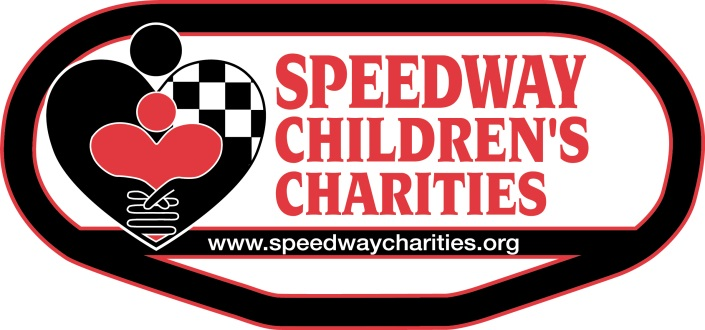 SPEEDWAY
CHILDREN'S
CHARITIES
www.speedwaycharities.org